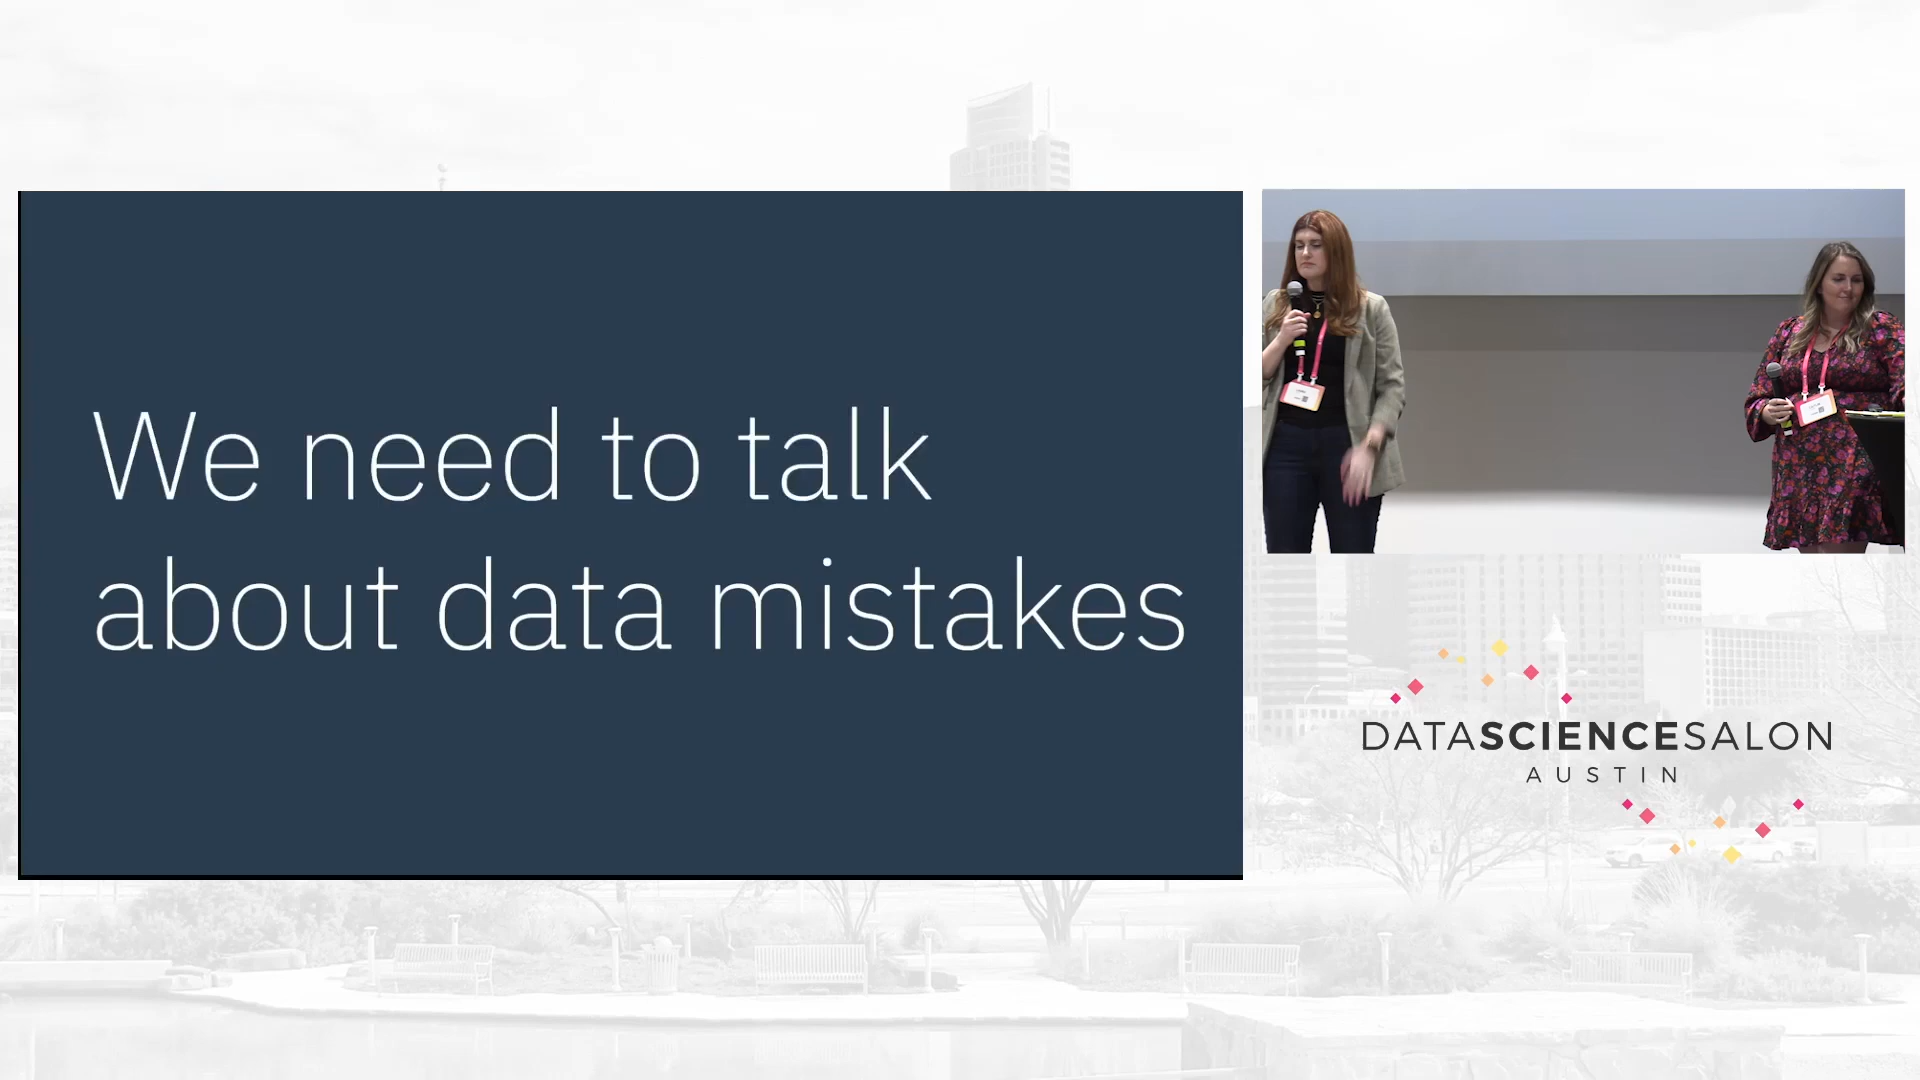 We need to talk
about data mistakes
DATASCIENCESALON
AUSTIN